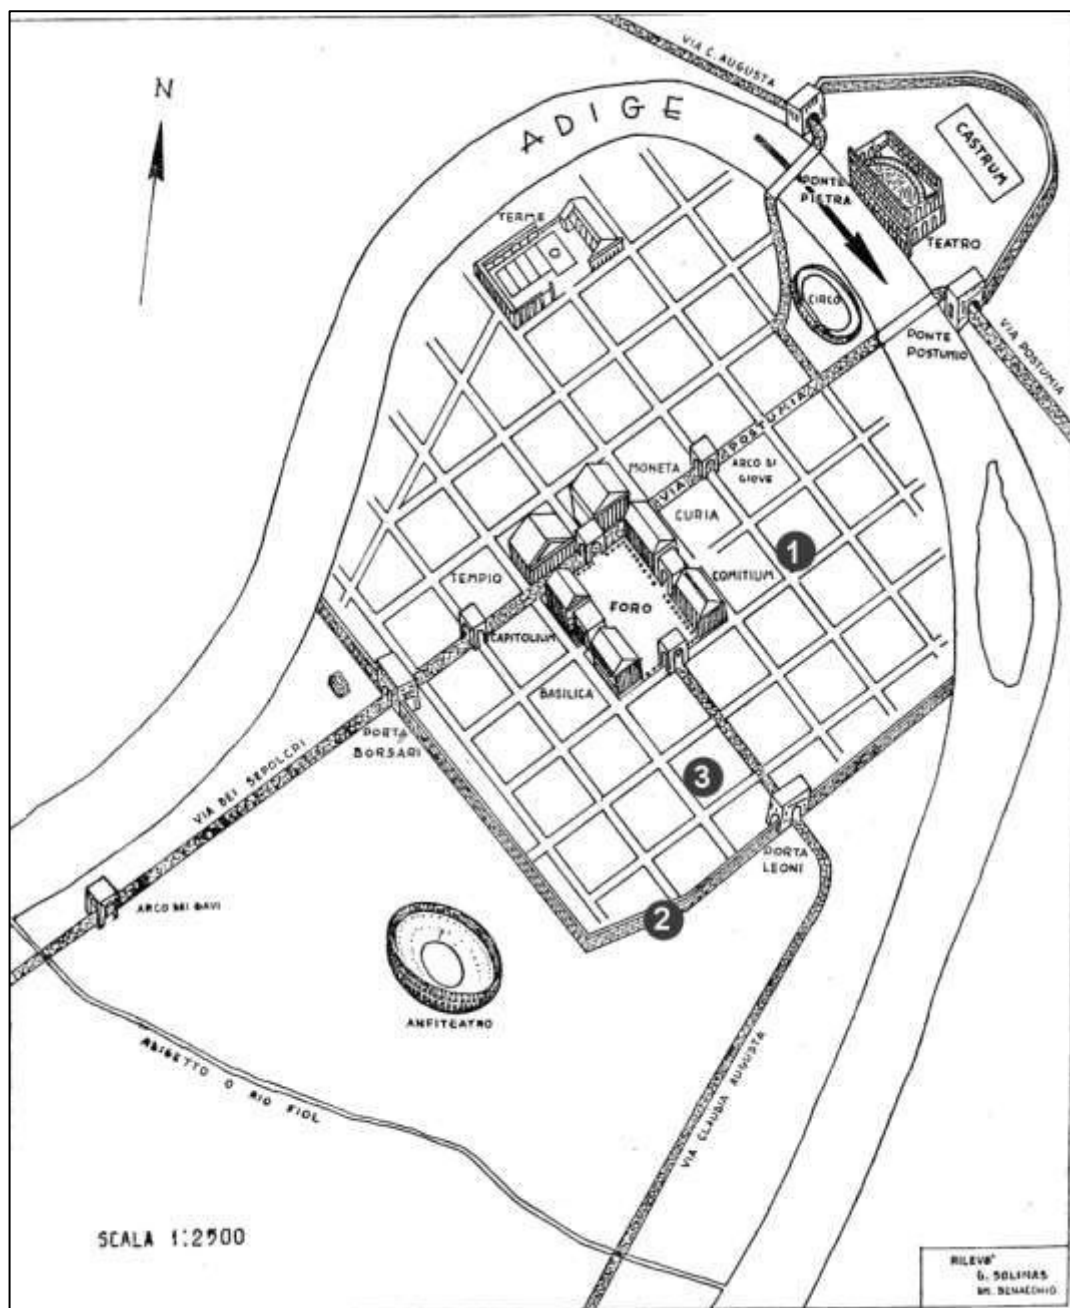 VIA C. AUGUSTA
N
ADIGE
CASTRUM
PONTE
PIETRA
TERME
TEATRO
CIRCO
PONTE
POSTUMIO
VIA POSTUMIA
VIA POSTUMIA
MONETA
ARCO DI
GIOVE
CURIA
1
TEMPIO
COMITIUM
FORO
CAPITOLIUM
BASILICA
PORTA
BORSARI
VIA DEI SEPOLCRI
3
PORTA
LEONI
ARCO DEI GAVI
2
ANFITEATRO
ADIGETTO O RIO FIOL
VIA CLAUDIA AUGUSTA
SCALA 1:2500
RILEVO'
G. SOLINAS